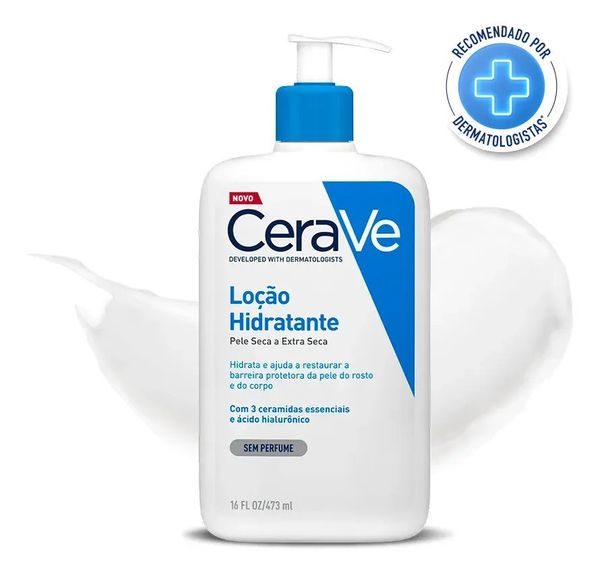 RECOMENDADO POR
DERMATOLOGISTAS*
NOVO
CeraVe
DEVELOPED WITH DERMATOLOGISTS
Loção
Hidratante
Pele Seca a Extra Seca
Hidrata e ajuda a restaurar a
barreira protetora da pele do rosto
e do corpo
Com 3 ceramidas essenciais
e ácido hialurônico
SEM PERFUME
16 FL OZ/473 ml